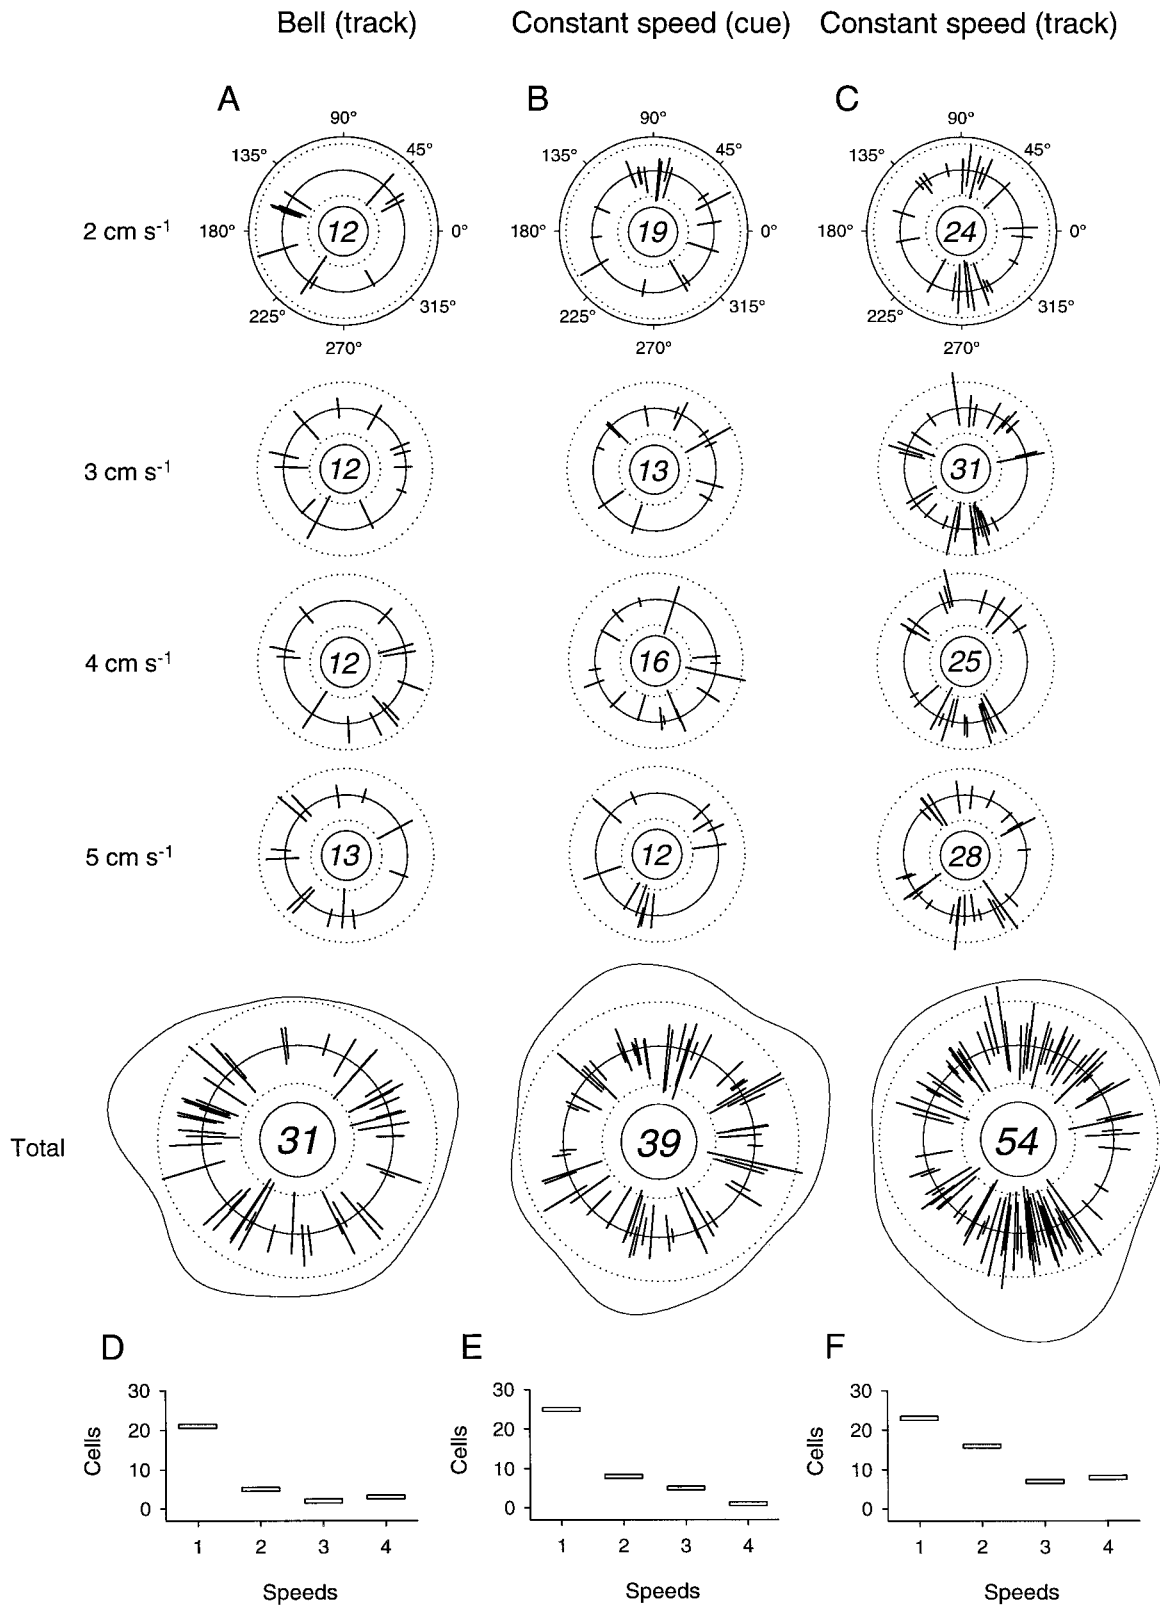 Bell (track) Constant speed (cue) Constant speed (track)
A B C
90° 90° 90°
135° 45° 135° 45° 135° 45°
2 cm s-1 180° 12 0° 180° 19 0° 180° 24 0°
225° 315° 225° 315° 225° 315°
270° 270° 270°
3 cm s-1 12 13 31
4 cm s-1 12 16 25
5 cm s-1 13 12 28
Total 31 39 54
D E F
30 30 30
20 20 20
Cells Cells Cells
10 10 10
0 0 0
1 2 3 4 1 2 3 4 1 2 3 4
Speeds Speeds Speeds